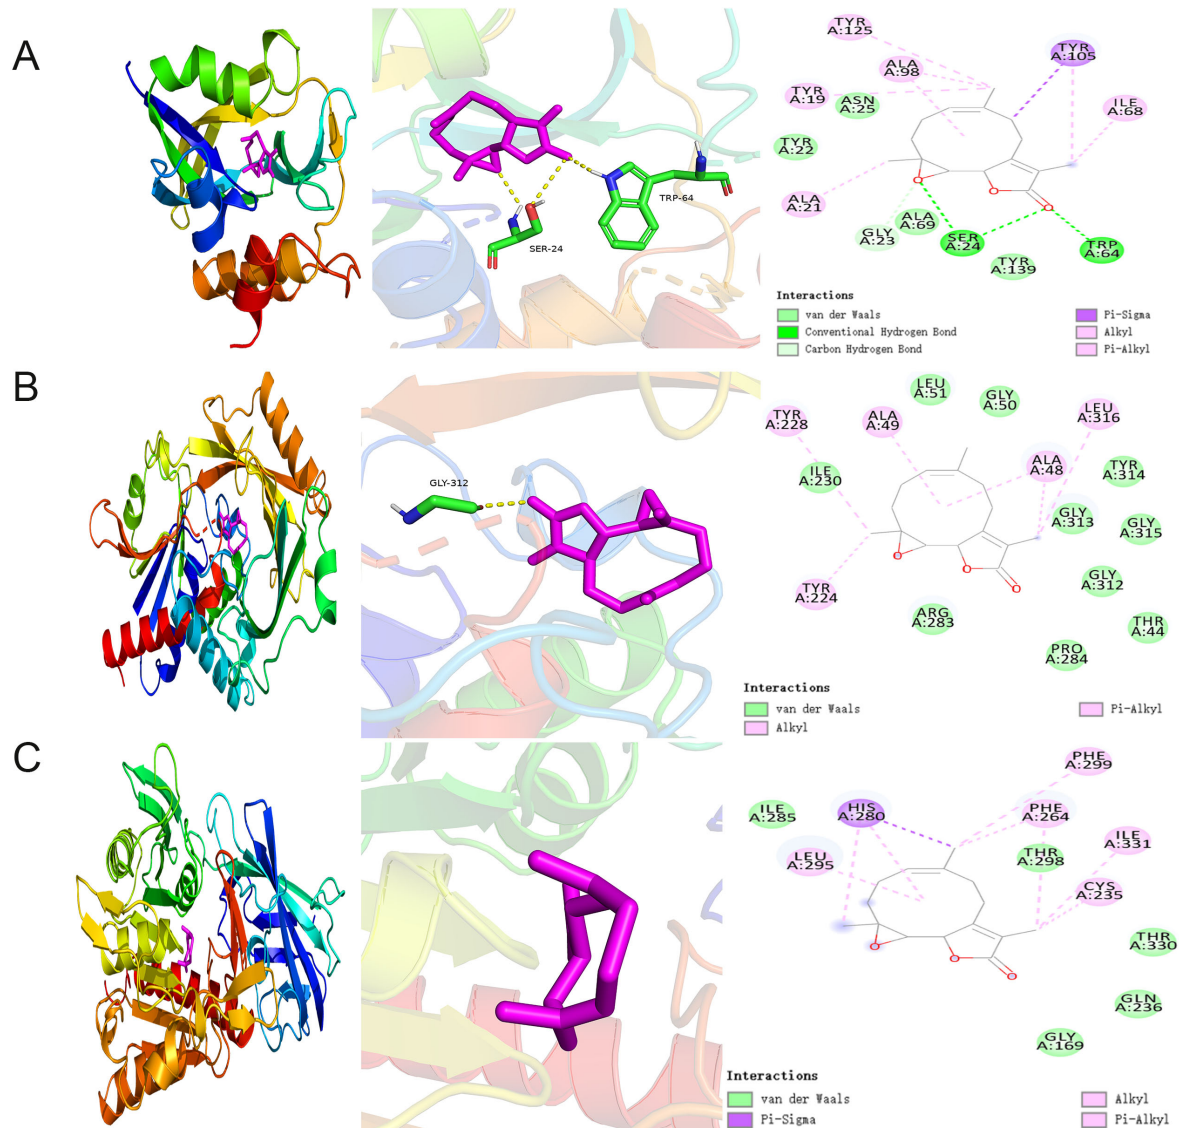 A
SER-24
TRP-64
TYR
A:125
TYR
A:105
ALA
A:98
TYR
A:19
ASN
A:25
ILE
A:68
TYR
A:22
ALA
A:21
ALA
A:69
GLY
A:23
SER
A:24
TYR
A:139
TRP
A:64
O
O
O
Interactions
van der Waals
Conventional Hydrogen Bond
Carbon Hydrogen Bond
Pi-Sigma
Alkyl
Pi-Alkyl
B
GLY-312
LEU
A:51
GLY
A:50
TYR
A:228
ALA
A:49
LEU
A:316
ILE
A:230
ALA
A:48
TYR
A:314
GLY
A:313
GLY
A:315
TYR
A:224
GLY
A:312
ARG
A:283
THR
A:44
PRO
A:284
O
O
O
Interactions
van der Waals
Alkyl
Pi-Alkyl
C
PHE
A:299
ILE
A:285
HIS
A:280
PHE
A:264
LEU
A:295
THR
A:298
ILE
A:331
CYS
A:235
THR
A:330
GLN
A:236
GLY
A:169
O
O
O
Interactions
van der Waals
Pi-Sigma
Alkyl
Pi-Alkyl